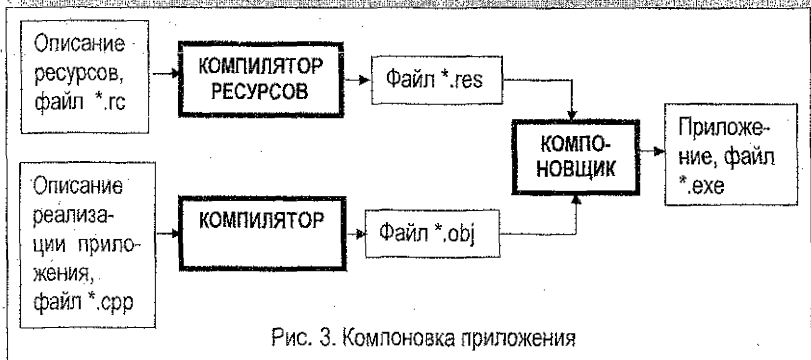 Описание
ресурсов,
файл *.rc
КОМПИЛЯТОР
РЕСУРСОВ
Файл *.res
КОМПО-
НОВЩИК
Приложе-
ние, файл
*.exe
Описание
реализа-
ции прило-
жения,
файл *.cpp
КОМПИЛЯТОР
Файл *.obj
Рис. 3. Компоновка приложения